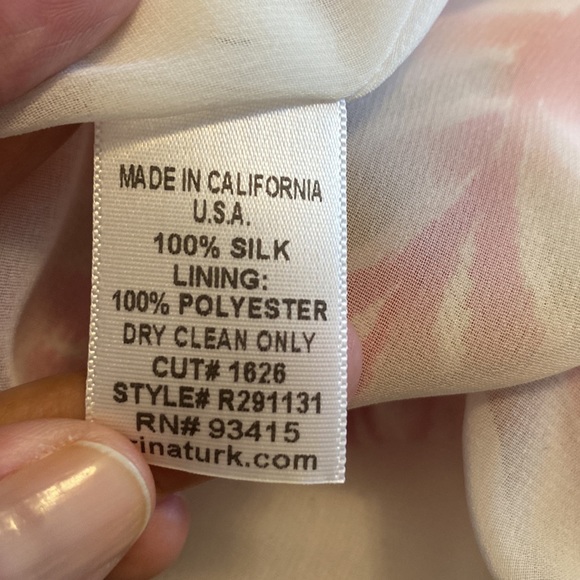 MADE IN CALIFORNIA
U.S.A.
100% SILK
LINING:
100% POLYESTER
DRY CLEAN ONLY
CUT# 1626
STYLE# R291131
RN# 93415
rinaturk.com